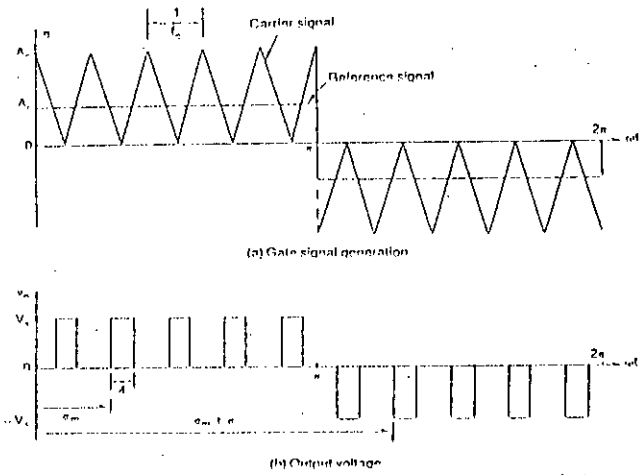 1
f_c
Carrier signal
A_c
Reference signal
A_r
0
π
2π
ωt
(a) Gate signal generation
V_s
0
π
2π
ωt
δ
α_m
-V_s
(b) Output voltage